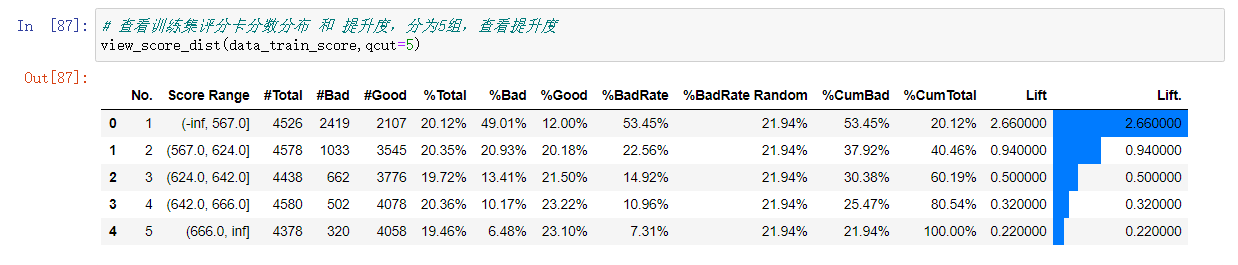 In [87]: # 查看训练集评分卡分数分布 和 提升度，分为5组，查看提升度
view_score_dist(data_train_score,qcut=5)
Out[87]:
No. Score Range #Total #Bad #Good %Total %Bad %Good %BadRate %BadRate Random %CumBad %CumTotal Lift Lift.
0 1 (-inf, 567.0] 4526 2419 2107 20.12% 49.01% 12.00% 53.45% 21.94% 53.45% 20.12% 2.660000 2.660000
1 2 (567.0, 624.0] 4578 1033 3545 20.35% 20.93% 20.18% 22.56% 21.94% 37.92% 40.46% 0.940000 0.940000
2 3 (624.0, 642.0] 4438 662 3776 19.72% 13.41% 21.50% 14.92% 21.94% 30.38% 60.19% 0.500000 0.500000
3 4 (642.0, 666.0] 4580 502 4078 20.36% 10.17% 23.22% 10.96% 21.94% 25.47% 80.54% 0.320000 0.320000
4 5 (666.0, inf] 4378 320 4058 19.46% 6.48% 23.10% 7.31% 21.94% 21.94% 100.00% 0.220000 0.220000